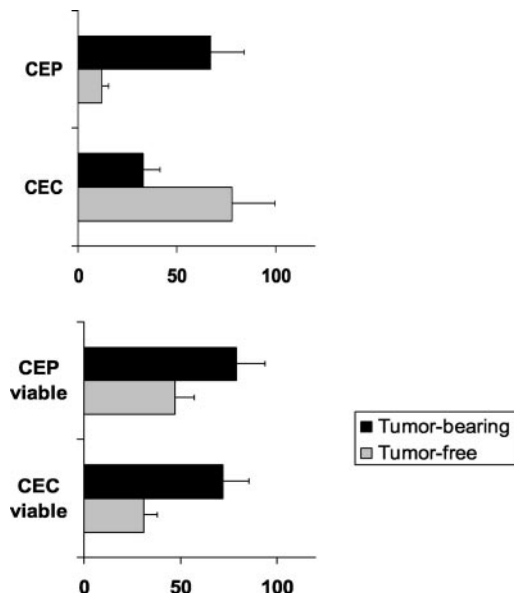 CEP
CEC
0 50 100
CEP
viable
CEC
viable
Tumor-bearing
Tumor-free
0 50 100